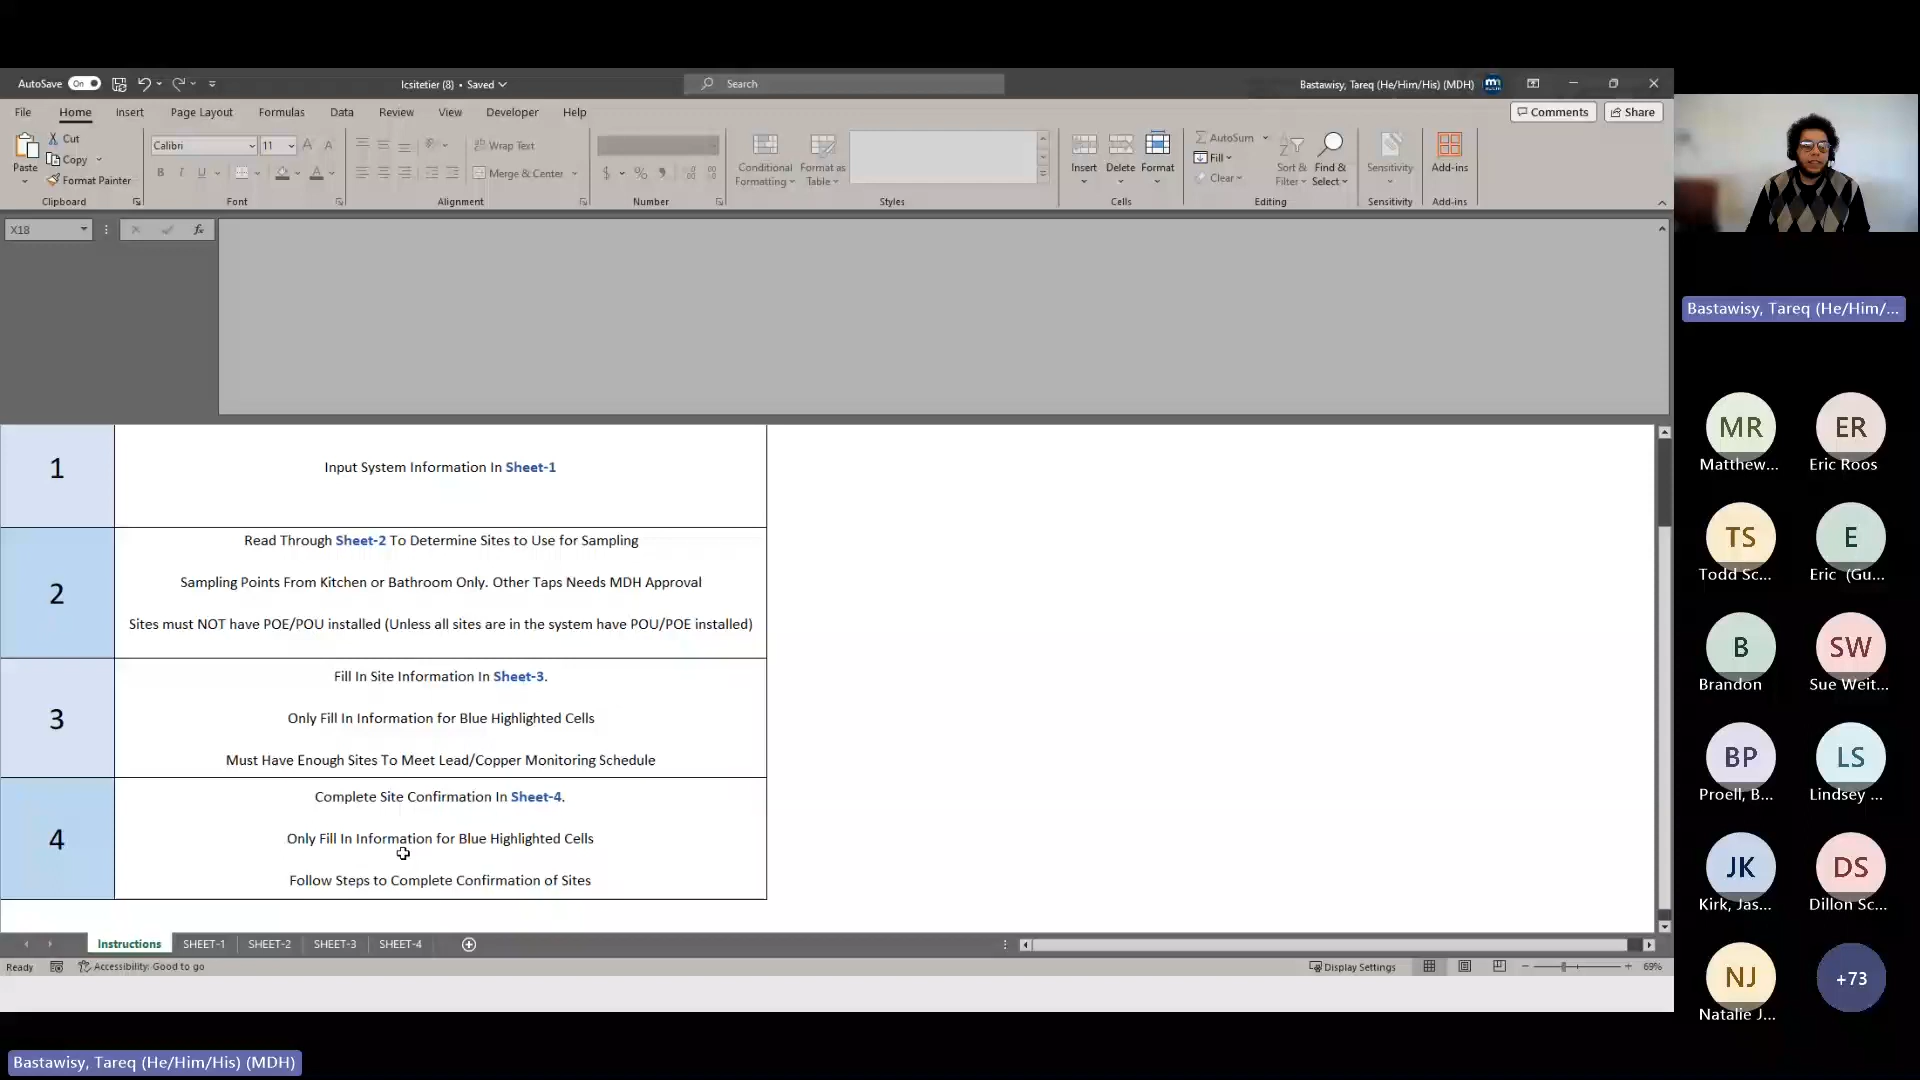 AutoSave On
lcsitetier (8) • Saved
Search
Bastawisy, Tareq (He/Him/His) (MDH)
File Home Insert Page Layout Formulas Data Review View Developer Help
Comments Share
Paste
Cut
Copy
Format Painter
Clipboard
Calibri 11 A A
B I U A
Font
Wrap Text
Merge & Center
Alignment
$ % ,
Number
Conditional Formatting
Format as Table
Styles
Insert Delete Format
Cells
AutoSum
Fill
Clear
Sort & Filter
Find & Select
Editing
Sensitivity
Sensitivity
Add-ins
Add-ins
X18 fx
1
Input System Information In Sheet-1
2
Read Through Sheet-2 To Determine Sites to Use for Sampling
Sampling Points From Kitchen or Bathroom Only. Other Taps Needs MDH Approval
Sites must NOT have POE/POU installed (Unless all sites are in the system have POU/POE installed)
3
Fill In Site Information In Sheet-3.
Only Fill In Information for Blue Highlighted Cells
Must Have Enough Sites To Meet Lead/Copper Monitoring Schedule
4
Complete Site Confirmation In Sheet-4.
Only Fill In Information for Blue Highlighted Cells
Follow Steps to Complete Confirmation of Sites
Instructions SHEET-1 SHEET-2 SHEET-3 SHEET-4
Ready Accessibility: Good to go
Display Settings 69%
Bastawisy, Tareq (He/Him/...
MR ER
Matthew... Eric Roos
TS E
Todd Sc... Eric (Gu...
B SW
Brandon Sue Weit...
BP LS
Proell, B... Lindsey ...
JK DS
Kirk, Jas... Dillon Sc...
NJ +73
Natalie J...
Bastawisy, Tareq (He/Him/His) (MDH)